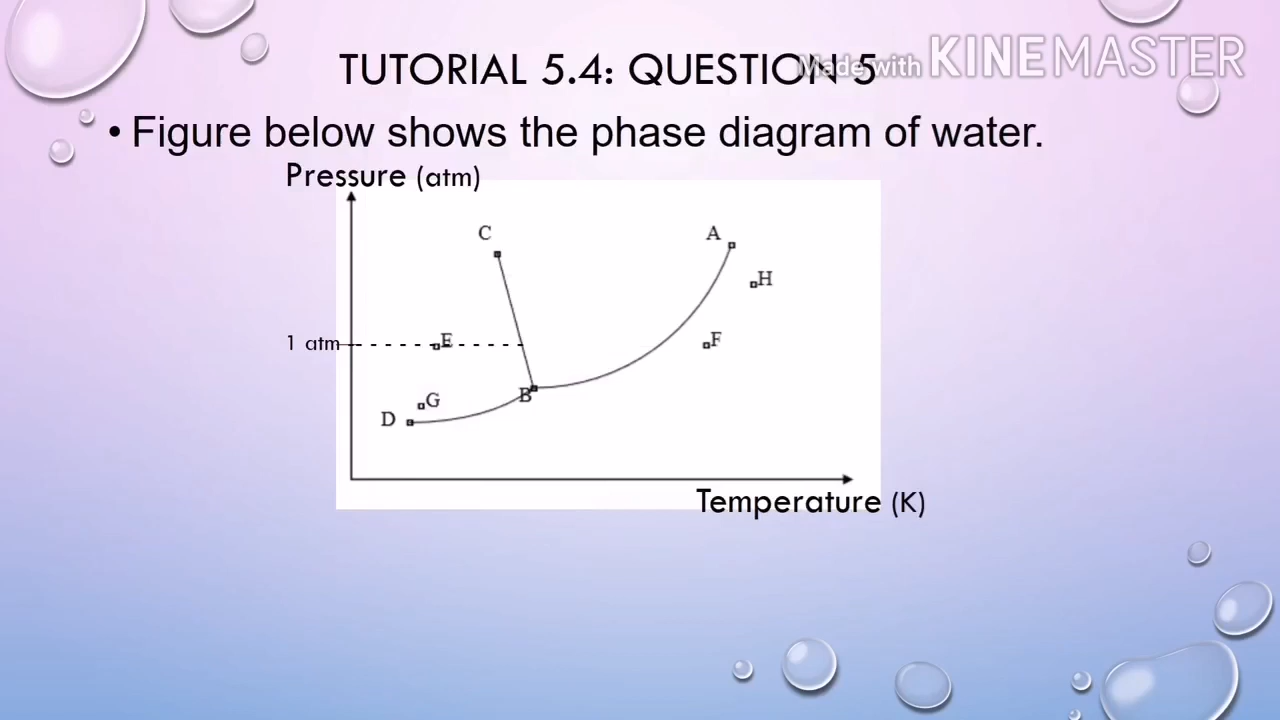 TUTORIAL 5.4: QUESTION 5
Made with KINEMASTER
• Figure below shows the phase diagram of water.
Pressure (atm)
C
A
H
1 atm
E
F
B
G
D
Temperature (K)